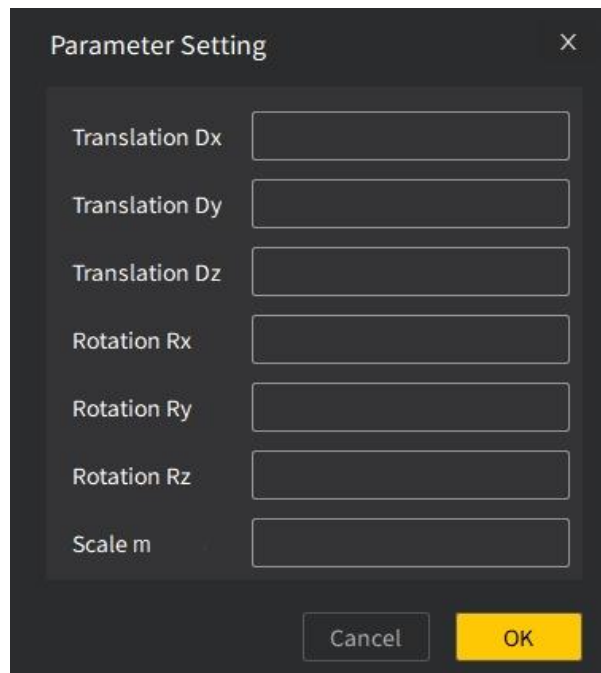 Parameter Setting X
Translation Dx
Translation Dy
Translation Dz
Rotation Rx
Rotation Ry
Rotation Rz
Scale m
Cancel OK